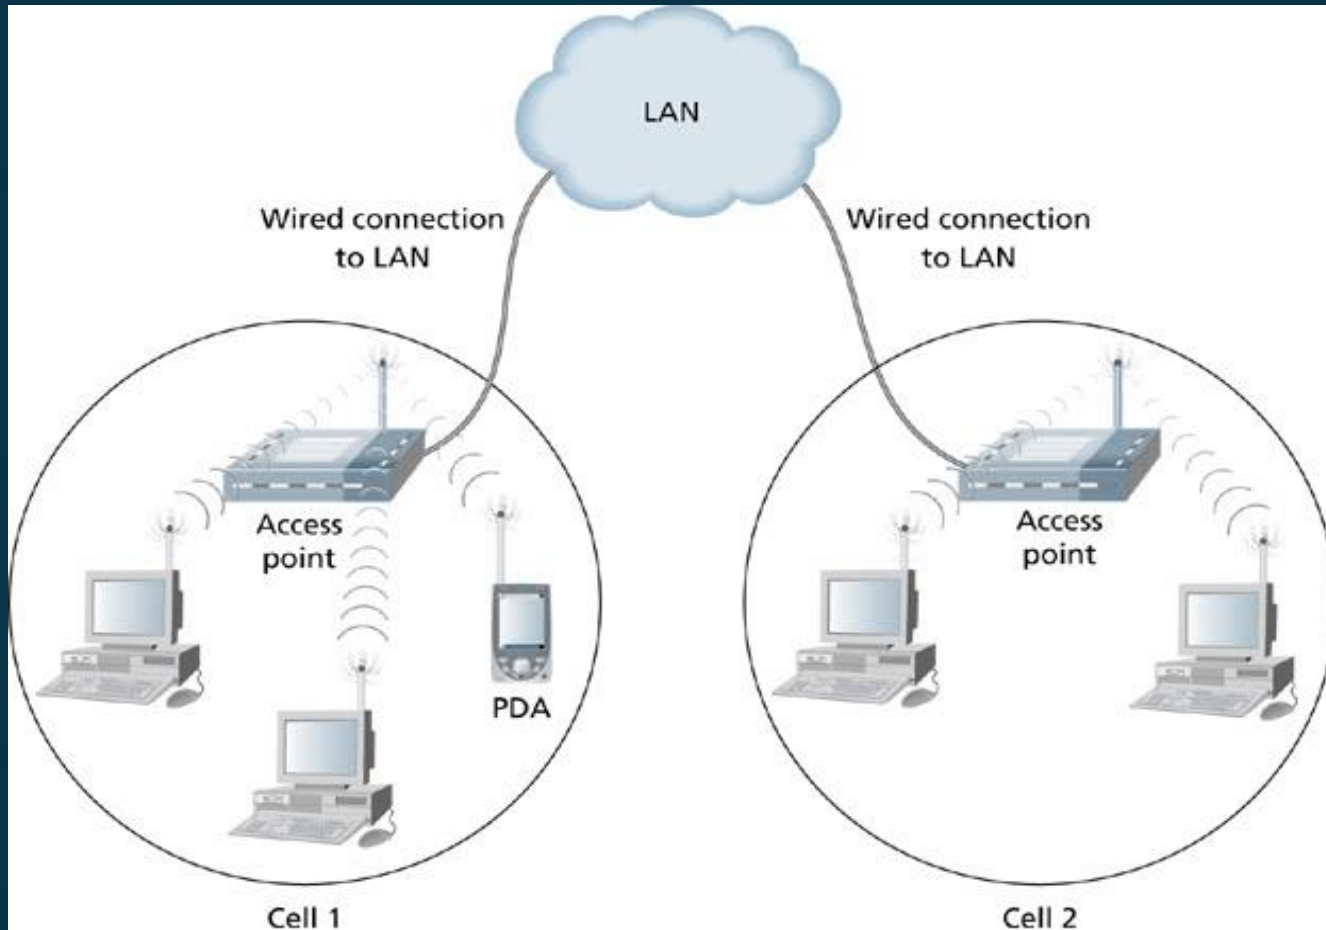 LAN
Wired connection
to LAN
Wired connection
to LAN
Access
point
PDA
Cell 1
Access
point
Cell 2